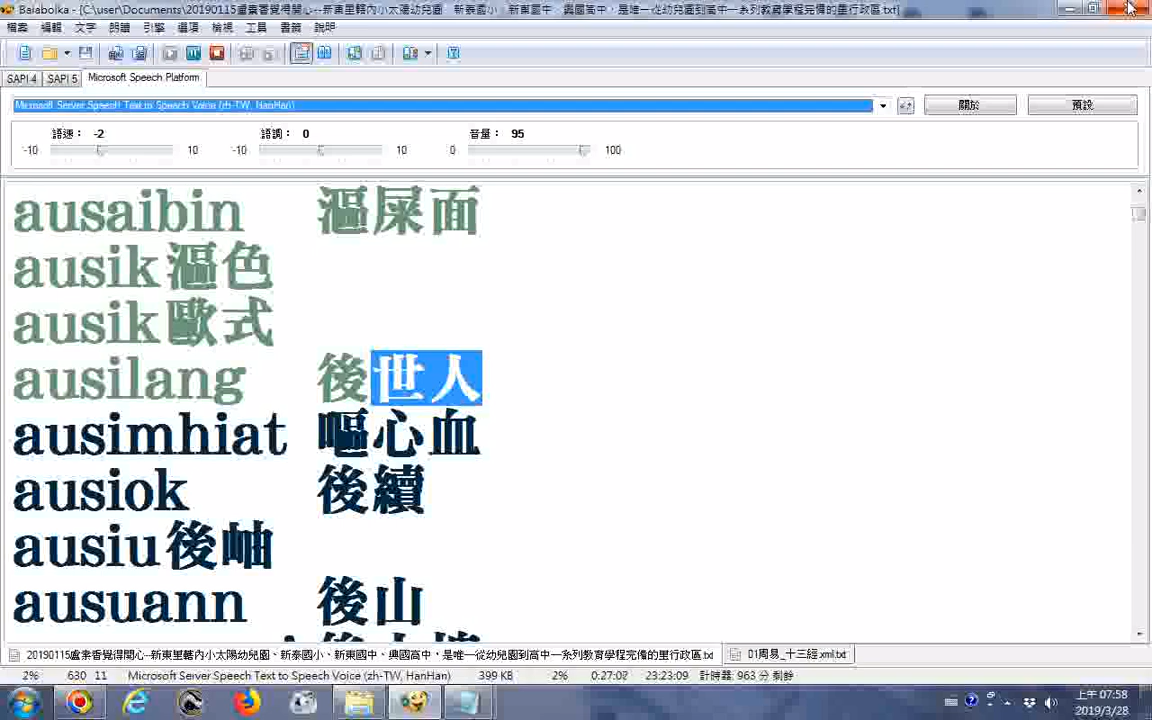 Balabolka - [C:\user\Documents\20190115盧業香覺得開心--新東里轄內小太陽幼兒園、新泰國小、新東國中、興國高中，是唯一從幼兒園到高中一系列教育學程完備的里行政區.txt]
檔案 編輯 文字 朗讀 引擎 選項 檢視 工具 書籤 說明
SAPI 4 SAPI 5 Microsoft Speech Platform
Microsoft Server Speech Text to Speech Voice (zh-TW, HanHan) 關於 預設
語速： -2 語調： 0 音量： 95
-10 10 -10 10 0 100
ausaibin 漚屎面
ausik 漚色
ausik 歐式
ausilang 後世人
ausimhiat 嘔心血
ausiok 後續
ausiu 後岫
ausuann 後山
20190115盧業香覺得開心--新東里轄內小太陽幼兒園、新泰國小、新東國中、興國高中，是唯一從幼兒園到高中一系列教育學程完備的里行政區.txt 01周易_十三經.xml.txt
2% 630 11 Microsoft Server Speech Text to Speech Voice (zh-TW, HanHan) 399 KB 2% 0:27:02 23:23:09 計時器: 963 分 剩餘
上午 07:58
2019/3/28